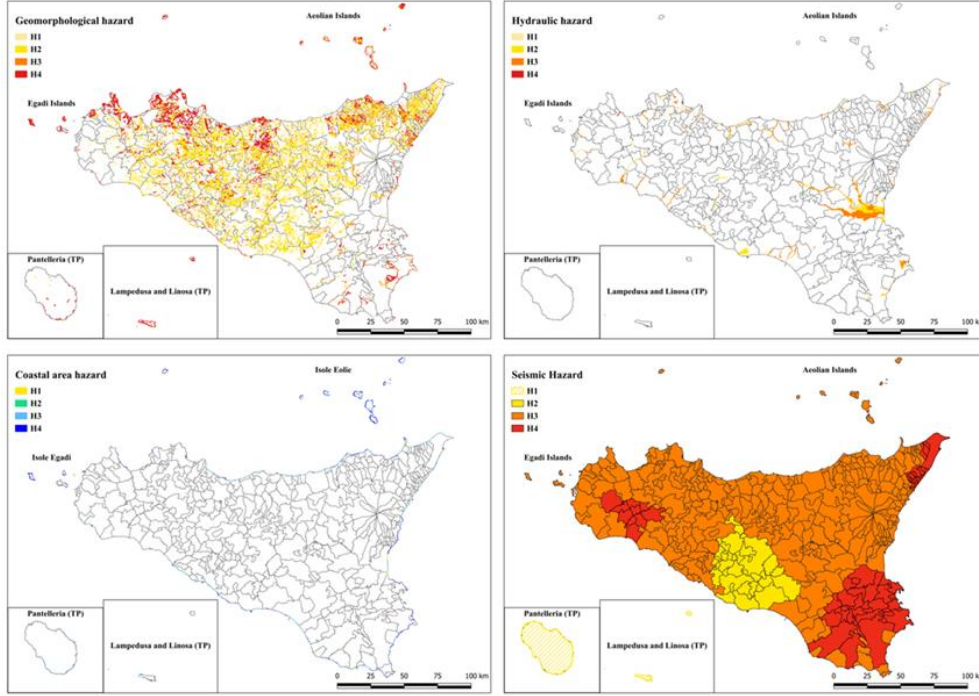 Geomorphological hazard
H1
H2
H3
H4
Aeolian Islands
Egadi Islands
Pantelleria (TP)
Lampedusa and Linosa (TP)
0 25 50 75 100 km
Hydraulic hazard
H1
H2
H3
H4
Aeolian Islands
Egadi Islands
Pantelleria (TP)
Lampedusa and Linosa (TP)
0 25 50 75 100 km
Coastal area hazard
H1
H2
H3
H4
Isole Eolie
Isole Egadi
Pantelleria (TP)
Lampedusa and Linosa (TP)
0 25 50 75 100 km
Seismic Hazard
H1
H2
H3
H4
Aeolian Islands
Egadi Islands
Pantelleria (TP)
Lampedusa and Linosa (TP)
0 25 50 75 100 km